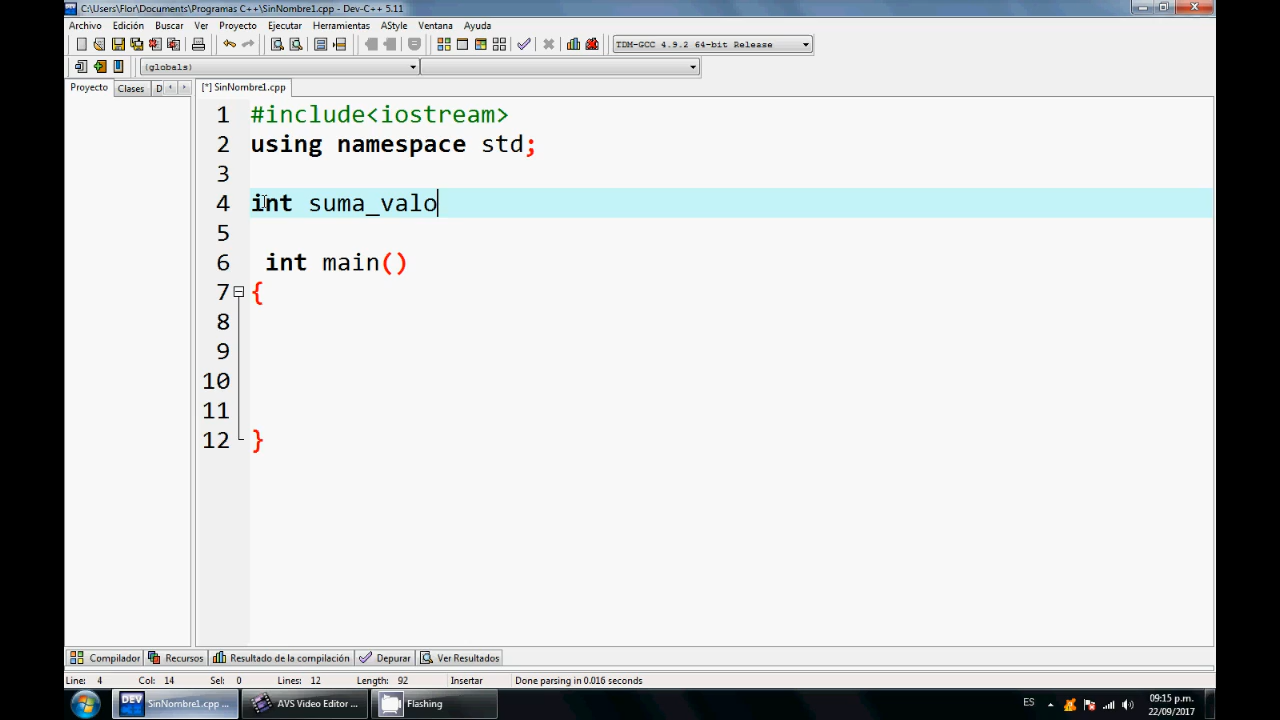 C:\Users\Flor\Documents\Programas C++\SinNombre1.cpp - Dev-C++ 5.11
Archivo Edición Buscar Ver Proyecto Ejecutar Herramientas AStyle Ventana Ayuda
TDM-GCC 4.9.2 64-bit Release
(globals)
Proyecto Clases D
[*] SinNombre1.cpp
1 #include<iostream>
2 using namespace std;
3
4 int suma_valo
5
6 int main()
7 {
8
9
10
11
12 }
Compilador Recursos Resultado de la compilación Depurar Ver Resultados
Line: 4 Col: 14 Sel: 0 Lines: 12 Length: 92 Insertar Done parsing in 0.016 seconds
DEV SinNombre1.cpp ... AVS Video Editor ... Flashing
ES
09:15 p.m.
22/09/2017